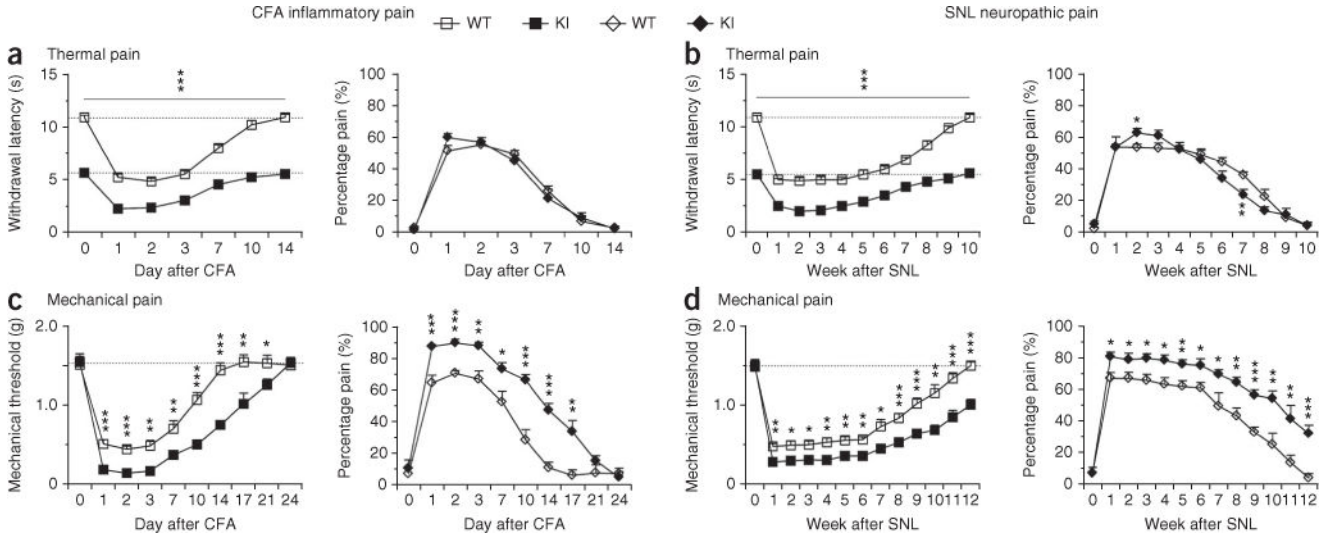 CFA inflammatory pain
WT KI WT KI
SNL neuropathic pain
a Thermal pain
***
Withdrawal latency (s)
15
10
5
0
0 1 2 3 7 10 14
Day after CFA
Percentage pain (%)
100
80
60
40
20
0
0 1 2 3 7 10 14
Day after CFA
b Thermal pain
***
Withdrawal latency (s)
15
10
5
0
0 1 2 3 4 5 6 7 8 9 10
Week after SNL
Percentage pain (%)
100
80
60
40
20
0
*
**
0 1 2 3 4 5 6 7 8 9 10
Week after SNL
c Mechanical pain
Mechanical threshold (g)
2.0
1.0
0
*** *** ** ** *** *** ** *
0 1 2 3 7 10 14 17 21 24
Day after CFA
Percentage pain (%)
100
80
60
40
20
0
*** *** ** * *** *** **
0 1 2 3 7 10 14 17 21 24
Day after CFA
d Mechanical pain
Mechanical threshold (g)
2.0
1.0
0
** * * ** * * * *** *** ** *** ***
0 1 2 3 4 5 6 7 8 9 10 11 12
Week after SNL
Percentage pain (%)
100
80
60
40
20
0
* * * * ** * * ** *** *** ** ***
0 1 2 3 4 5 6 7 8 9 10 11 12
Week after SNL